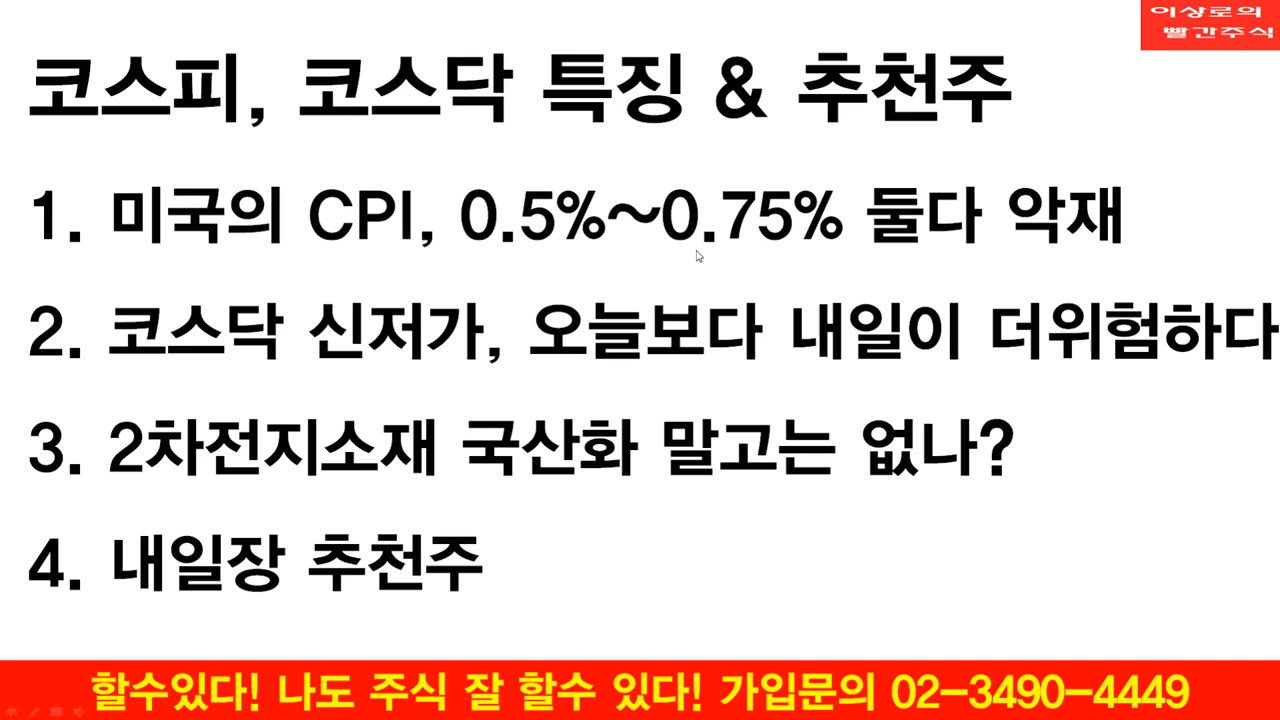 이상로의
빨간주식
코스피, 코스닥 특징 & 추천주
1. 미국의 CPI, 0.5%~0.75% 둘다 악재
2. 코스닥 신저가, 오늘보다 내일이 더위험하다
3. 2차전지소재 국산화 말고는 없나?
4. 내일장 추천주
할수있다! 나도 주식 잘 할수 있다! 가입문의 02-3490-4449